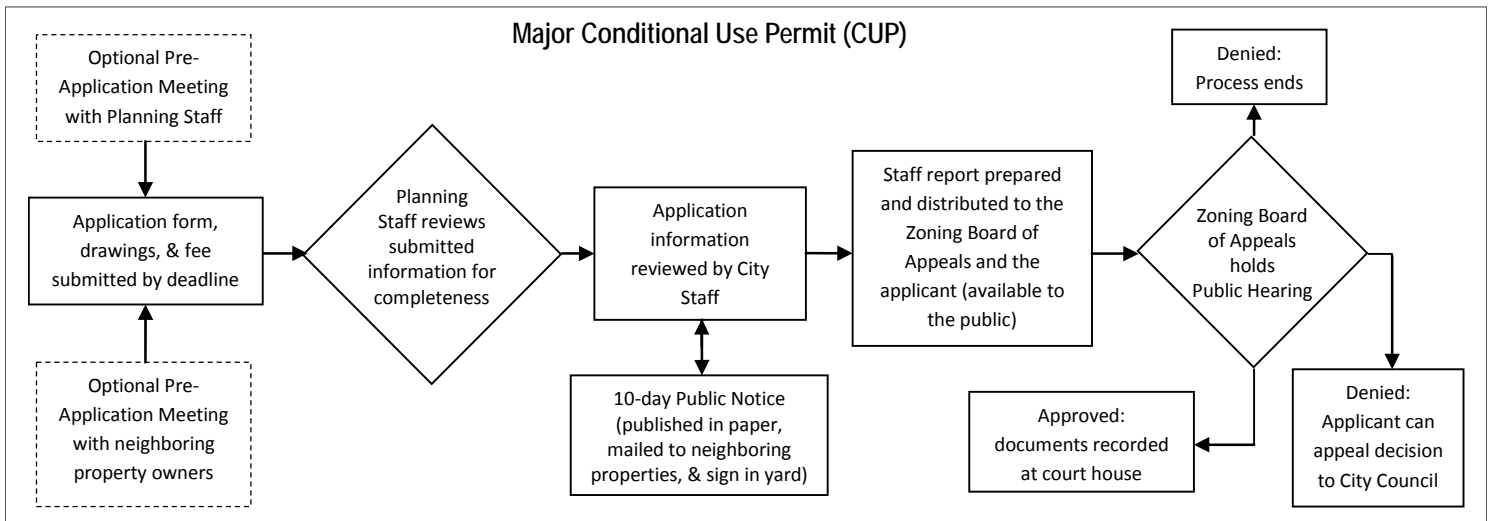 Major Conditional Use Permit (CUP)
Optional Pre-
Application Meeting
with Planning Staff
Application form,
drawings, & fee
submitted by deadline
Optional Pre-
Application Meeting
with neighboring
property owners
Planning
Staff reviews
submitted
information for
completeness
Application
information
reviewed by City
Staff
10-day Public Notice
(published in paper,
mailed to neighboring
properties, & sign in yard)
Staff report prepared
and distributed to the
Zoning Board of
Appeals and the
applicant (available to
the public)
Denied:
Process ends
Zoning Board
of Appeals
holds
Public Hearing
Approved:
documents recorded
at court house
Denied:
Applicant can
appeal decision
to City Council